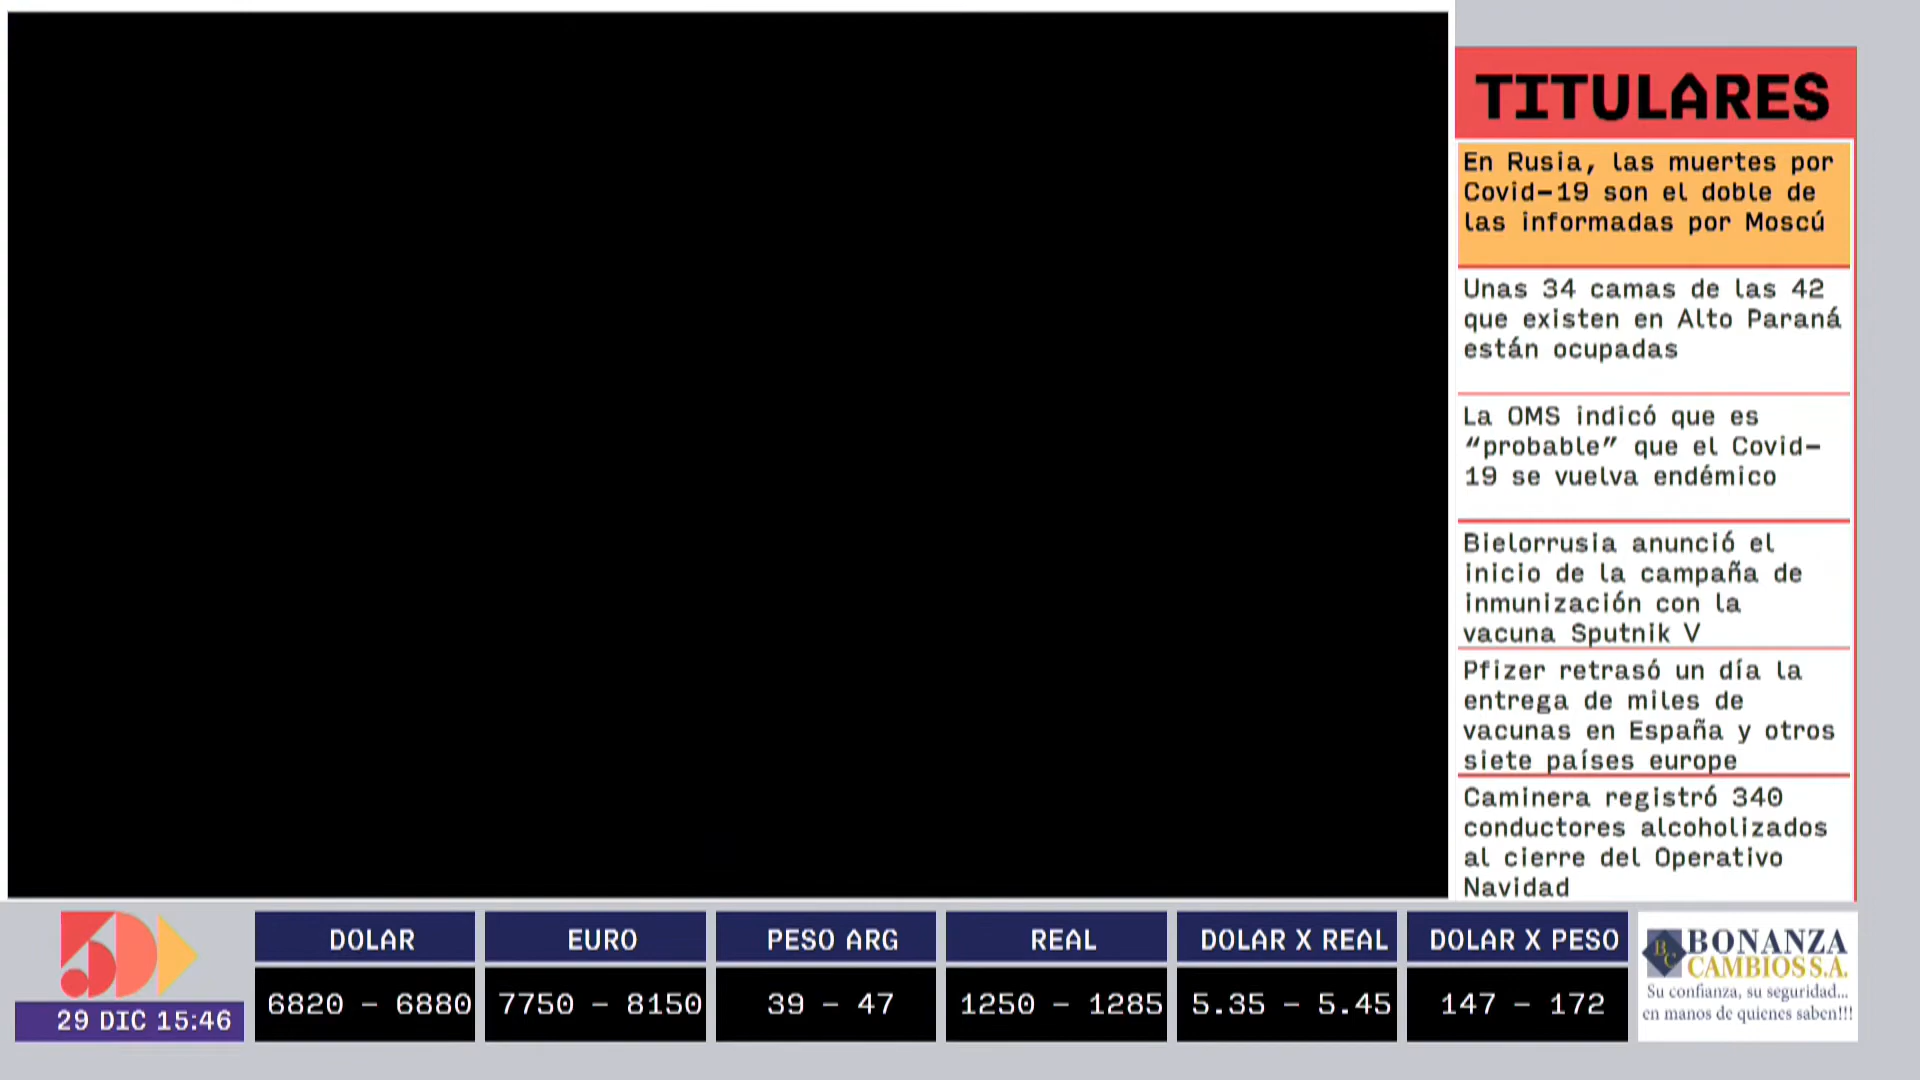 TITULARES
En Rusia, las muertes por
Covid-19 son el doble de
las informadas por Moscú
Unas 34 camas de las 42
que existen en Alto Paraná
están ocupadas
La OMS indicó que es
“probable” que el Covid-
19 se vuelva endémico
Bielorrusia anunció el
inicio de la campaña de
inmunización con la
vacuna Sputnik V
Pfizer retrasó un día la
entrega de miles de
vacunas en España y otros
siete países europe
Caminera registró 340
conductores alcoholizados
al cierre del Operativo
Navidad
5D
29 DIC 15:46
DOLAR
6820 - 6880
EURO
7750 - 8150
PESO ARG
39 - 47
REAL
1250 - 1285
DOLAR X REAL
5.35 - 5.45
DOLAR X PESO
147 - 172
BC
BONANZA
CAMBIOS S.A.
Su confianza, su seguridad...
en manos de quienes saben!!!